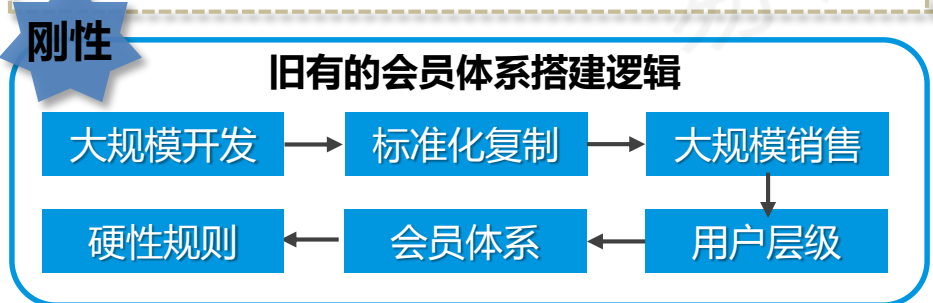 刚性
旧有的会员体系搭建逻辑
大规模开发
标准化复制
大规模销售
硬性规则
会员体系
用户层级